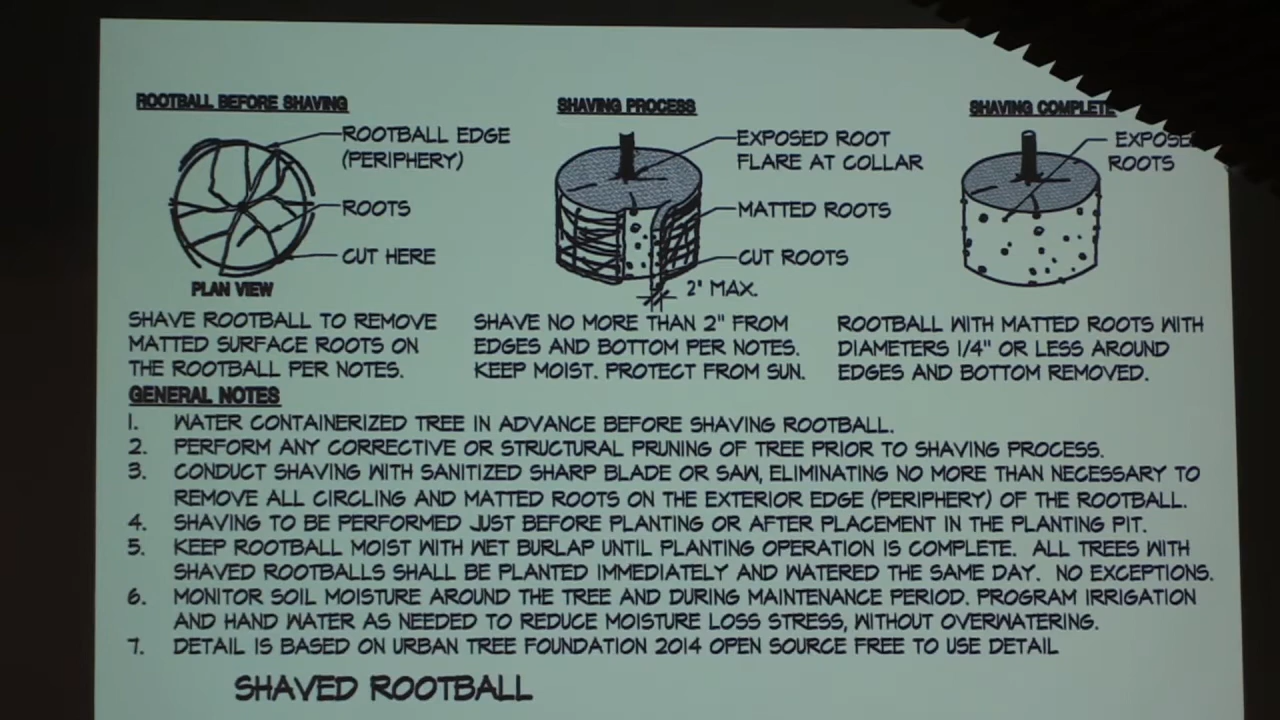 ROOTBALL BEFORE SHAVING
ROOTBALL EDGE
(PERIPHERY)
ROOTS
CUT HERE
PLAN VIEW
SHAVE ROOTBALL TO REMOVE
MATTED SURFACE ROOTS ON
THE ROOTBALL PER NOTES.
SHAVING PROCESS
EXPOSED ROOT
FLARE AT COLLAR
MATTED ROOTS
CUT ROOTS
2" MAX.
SHAVE NO MORE THAN 2" FROM
EDGES AND BOTTOM PER NOTES.
KEEP MOIST. PROTECT FROM SUN.
SHAVING COMPLETE
ROOTS
ROOTBALL WITH MATTED ROOTS WITH
DIAMETERS 1/4" OR LESS AROUND
EDGES AND BOTTOM REMOVED.
GENERAL NOTES
1. WATER CONTAINERIZED TREE IN ADVANCE BEFORE SHAVING ROOTBALL.
2. PERFORM ANY CORRECTIVE OR STRUCTURAL PRUNING OF TREE PRIOR TO SHAVING PROCESS.
3. CONDUCT SHAVING WITH SANITIZED SHARP BLADE OR SAW, ELIMINATING NO MORE THAN NECESSARY TO
REMOVE ALL CIRCLING AND MATTED ROOTS ON THE EXTERIOR EDGE (PERIPHERY) OF THE ROOTBALL.
4. SHAVING TO BE PERFORMED JUST BEFORE PLANTING OR AFTER PLACEMENT IN THE PLANTING PIT.
5. KEEP ROOTBALL MOIST WITH WET BURLAP UNTIL PLANTING OPERATION IS COMPLETE. ALL TREES WITH
SHAVED ROOTBALLS SHALL BE PLANTED IMMEDIATELY AND WATERED THE SAME DAY. NO EXCEPTIONS.
6. MONITOR SOIL MOISTURE AROUND THE TREE AND DURING MAINTENANCE PERIOD. PROGRAM IRRIGATION
AND HAND WATER AS NEEDED TO REDUCE MOISTURE LOSS STRESS, WITHOUT OVERWATERING.
7. DETAIL IS BASED ON URBAN TREE FOUNDATION 2014 OPEN SOURCE FREE TO USE DETAIL
SHAVED ROOTBALL